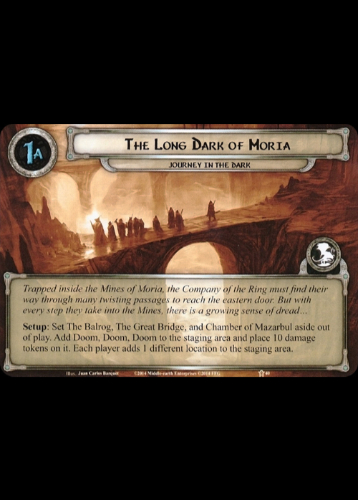 1A
The Long Dark of Moria
Journey in the Dark
Trapped inside the Mines of Moria, the Company of the Ring must find their
way through many twisting passages to reach the eastern door. But with
every step they take into the Mines, there is a growing sense of dread…
Setup: Set The Balrog, The Great Bridge, and Chamber of Mazarbul aside out
of play. Add Doom, Doom, Doom to the staging area and place 10 damage
tokens on it. Each player adds 1 different location to the staging area.
Illus. Juan Carlos Barquet